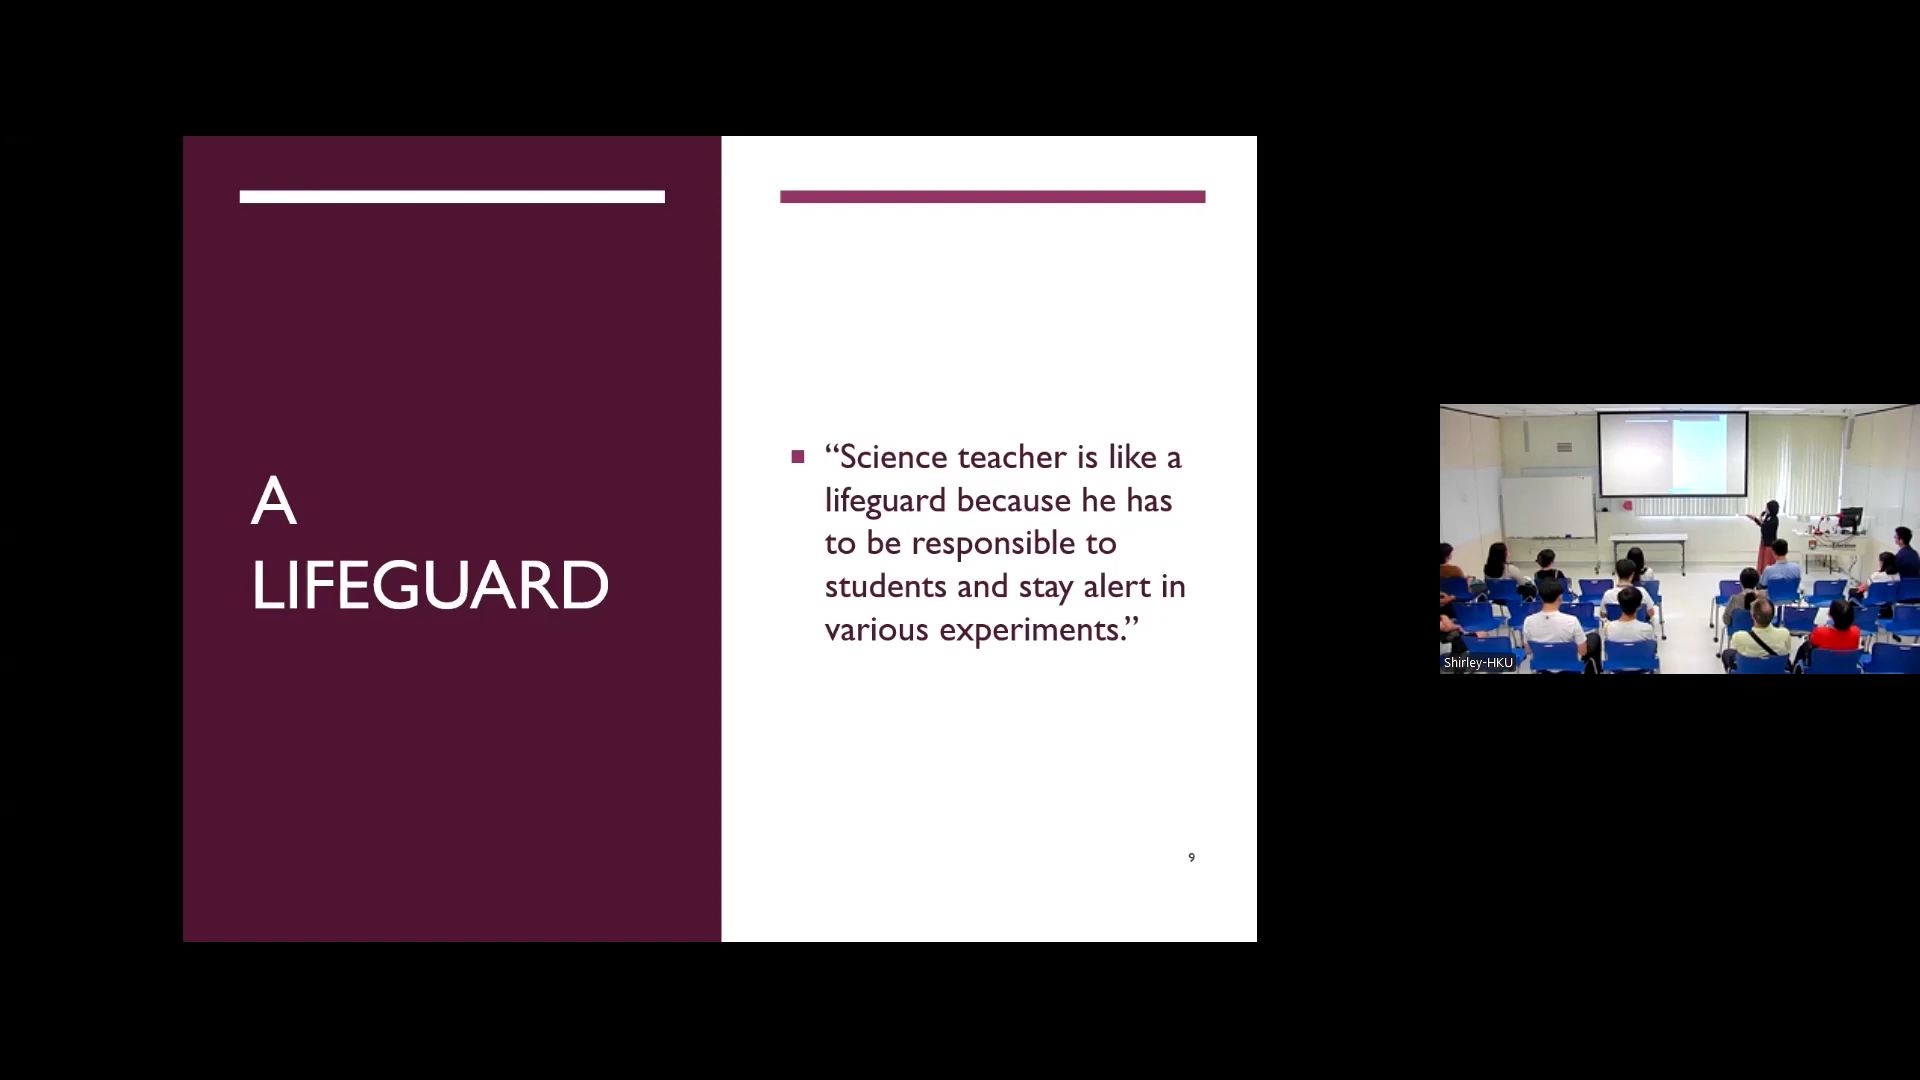 A
LIFEGUARD
“Science teacher is like a
lifeguard because he has
to be responsible to
students and stay alert in
various experiments.”
9
Shirley-HKU